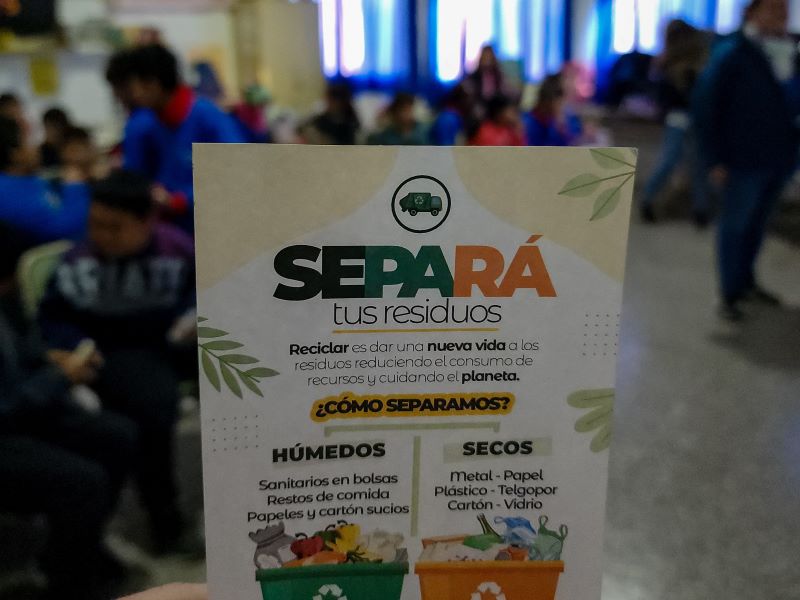 SEPARÁ
tus residuos
Reciclar es dar una nueva vida a los
residuos reduciendo el consumo de
recursos y cuidando el planeta.
¿CÓMO SEPARAMOS?
HÚMEDOS
Sanitarios en bolsas
Restos de comida
Papeles y cartón sucios
SECOS
Metal - Papel
Plástico - Telgopor
Cartón - Vidrio